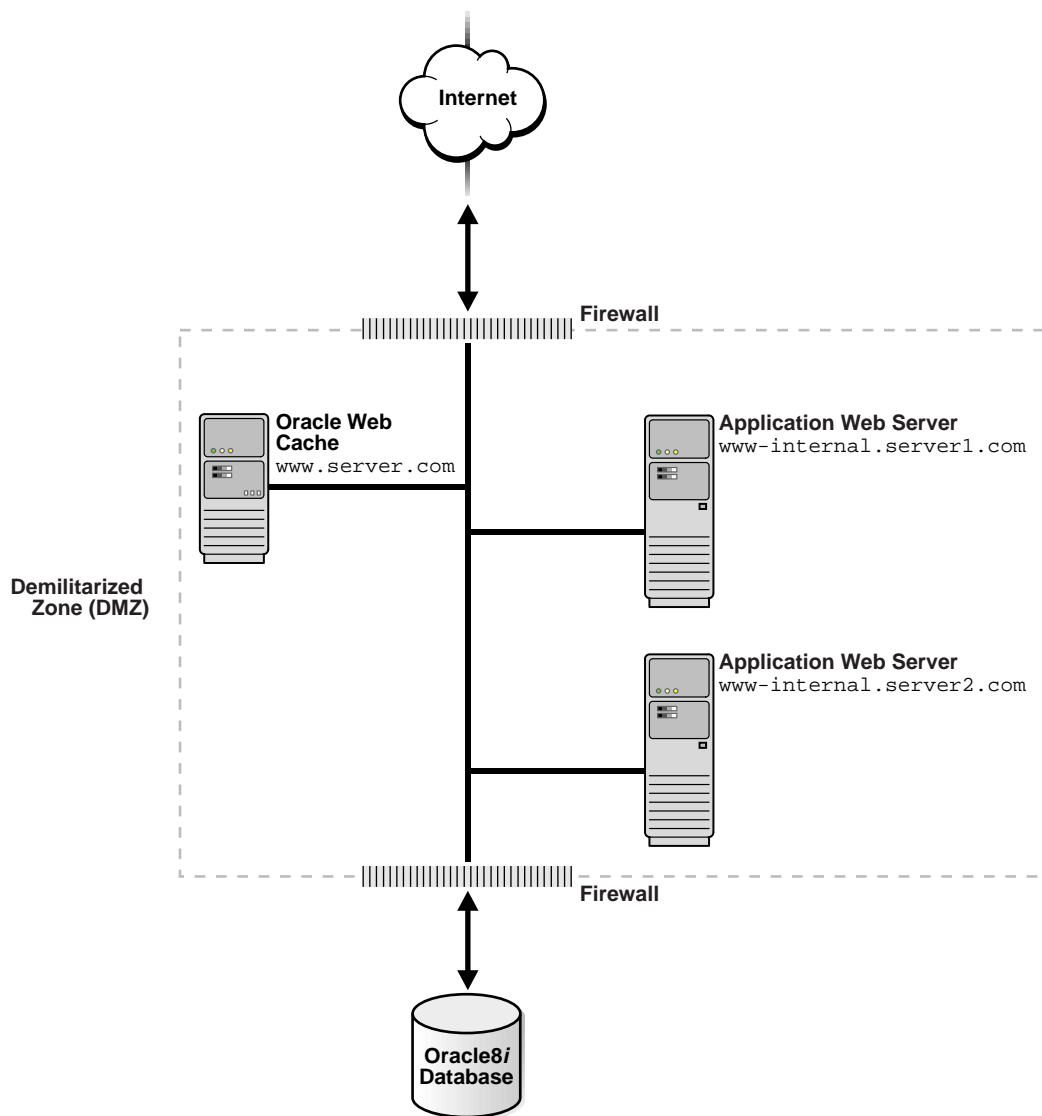 Internet
Firewall
Oracle Web
Cache
www.server.com
Application Web Server
www-internal.server1.com
Demilitarized
Zone (DMZ)
Application Web Server
www-internal.server2.com
Firewall
Oracle8i
Database